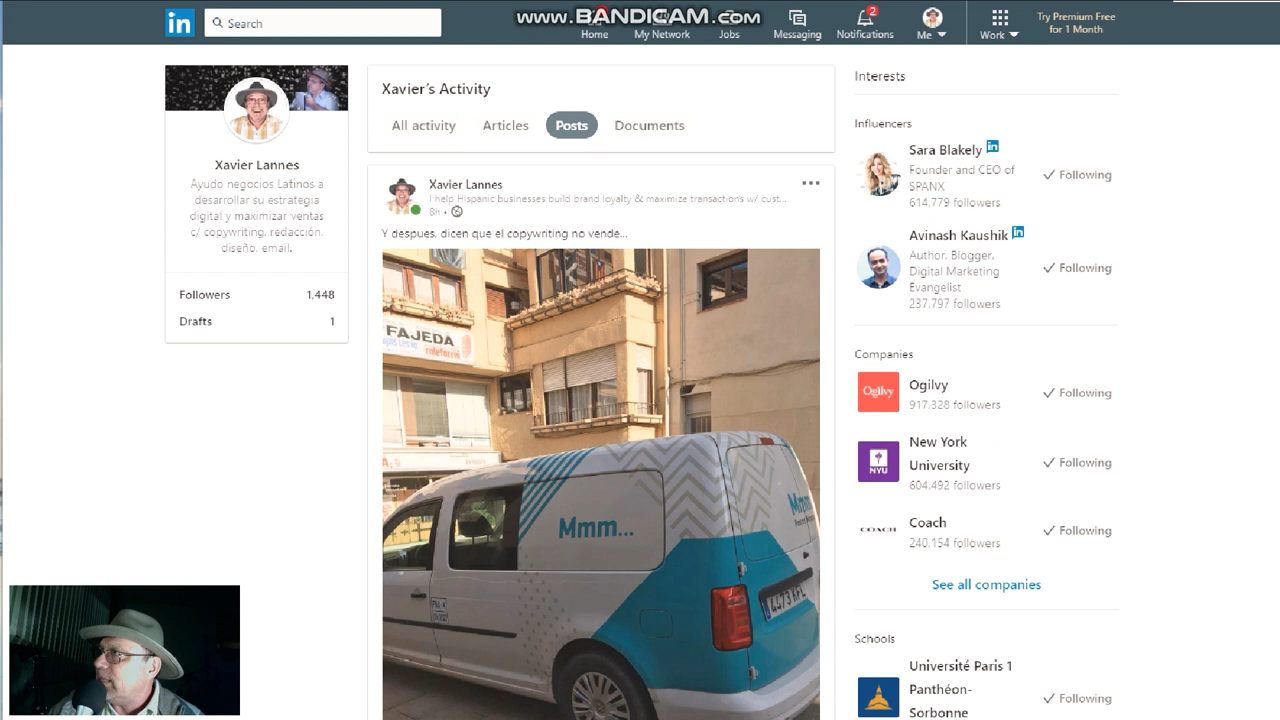 www.BANDICAM.com
in
Search
Home
My Network
Jobs
Messaging
2
Notifications
Me
Work
Try Premium Free
for 1 Month
Xavier Lannes
Ayudo negocios Latinos a
desarrollar su estrategia
digital y maximizar ventas
c/ copywriting, redacción,
diseño, email.
Followers 1.448
Drafts 1
Xavier's Activity
All activity
Articles
Posts
Documents
Xavier Lannes
I help Hispanic businesses build brand loyalty & maximize transactions w/ cust...
8h •
Y despues, dicen que el copywriting no vende...
FAJEDA
calefacció
Mmm...
4473
Interests
Influencers
Sara Blakely in
Founder and CEO of
SPANX
614.779 followers
Following
Avinash Kaushik in
Author, Blogger,
Digital Marketing
Evangelist
237.797 followers
Following
Companies
Ogilvy
Ogilvy
917.328 followers
Following
NYU
New York
University
604.492 followers
Following
COACH
Coach
240.154 followers
Following
See all companies
Schools
Université Paris 1
Panthéon-
Sorbonne
Following